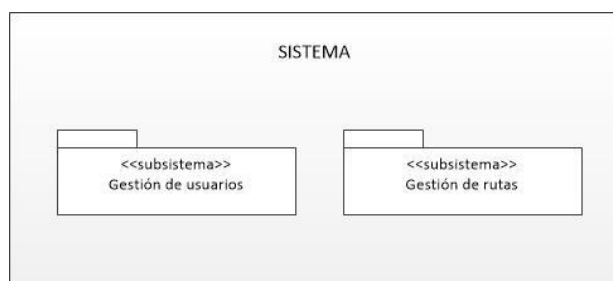 SISTEMA
<<subsistema>>
Gestión de usuarios
<<subsistema>>
Gestión de rutas